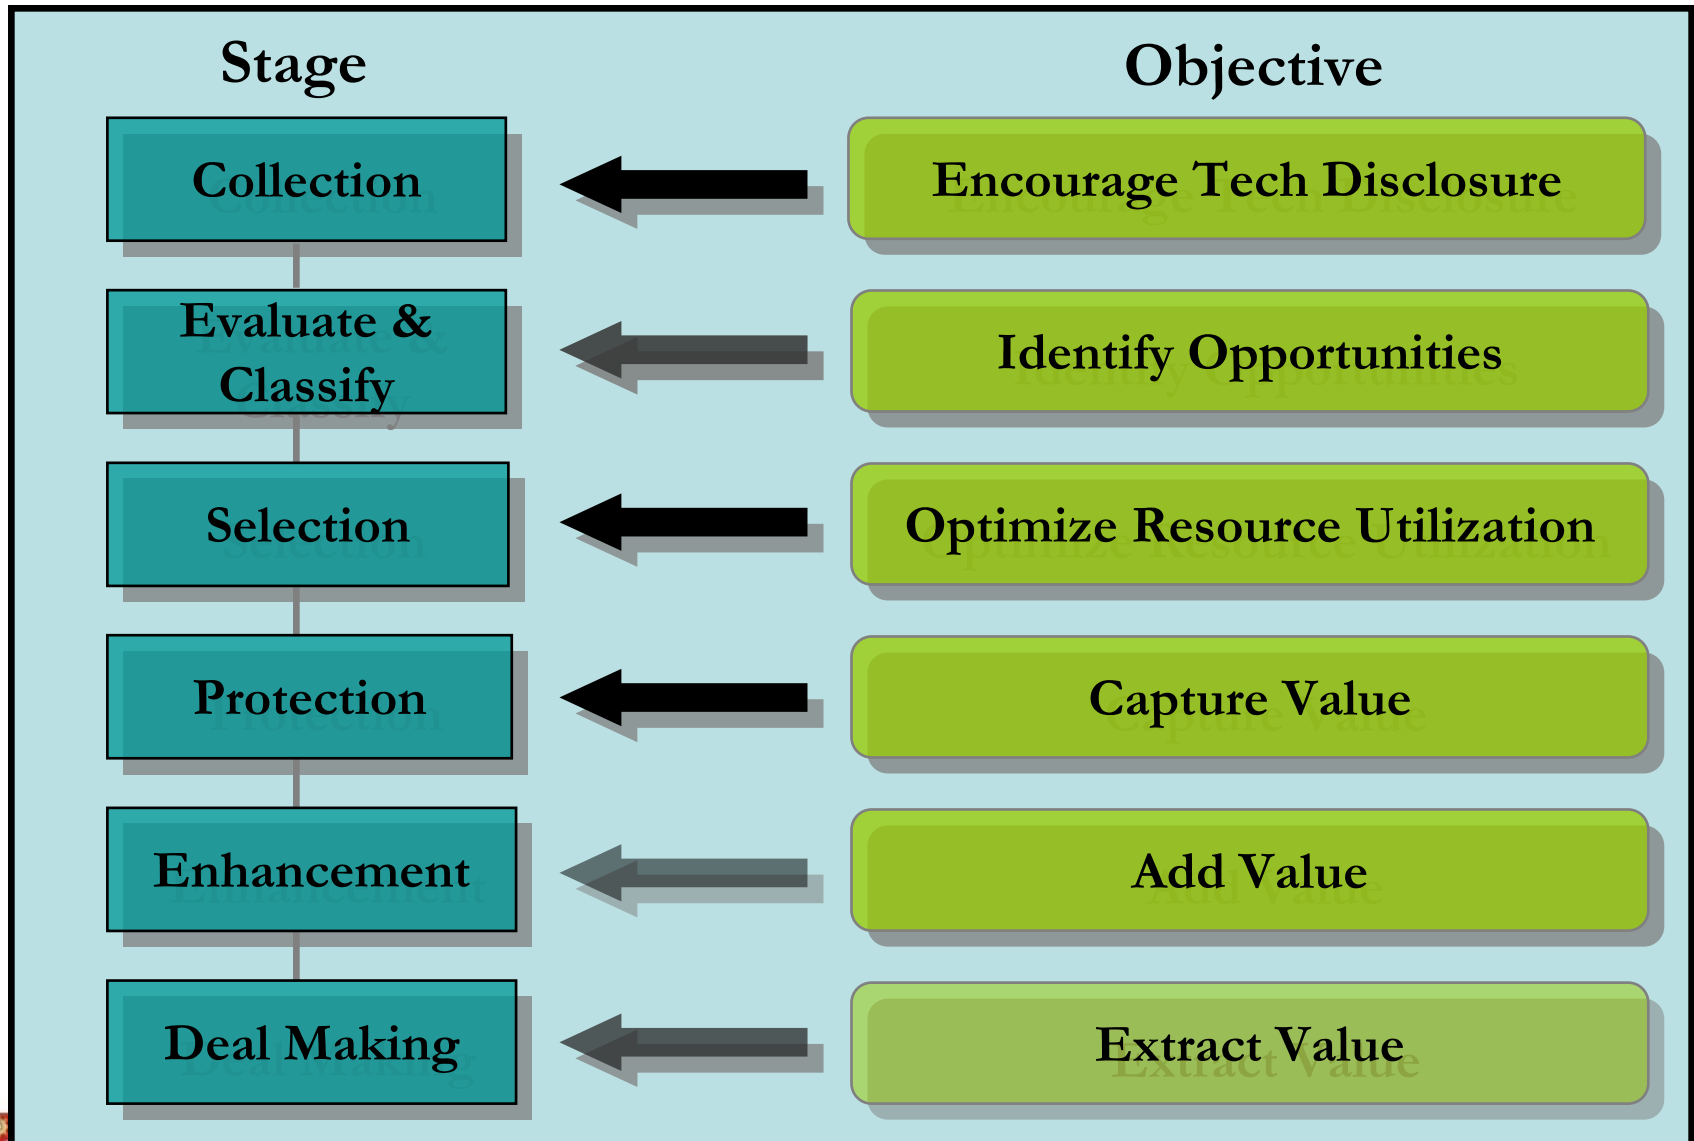 Stage
Objective
Collection
Encourage Tech Disclosure
Evaluate &
Classify
Identify Opportunities
Selection
Optimize Resource Utilization
Protection
Capture Value
Enhancement
Add Value
Deal Making
Extract Value